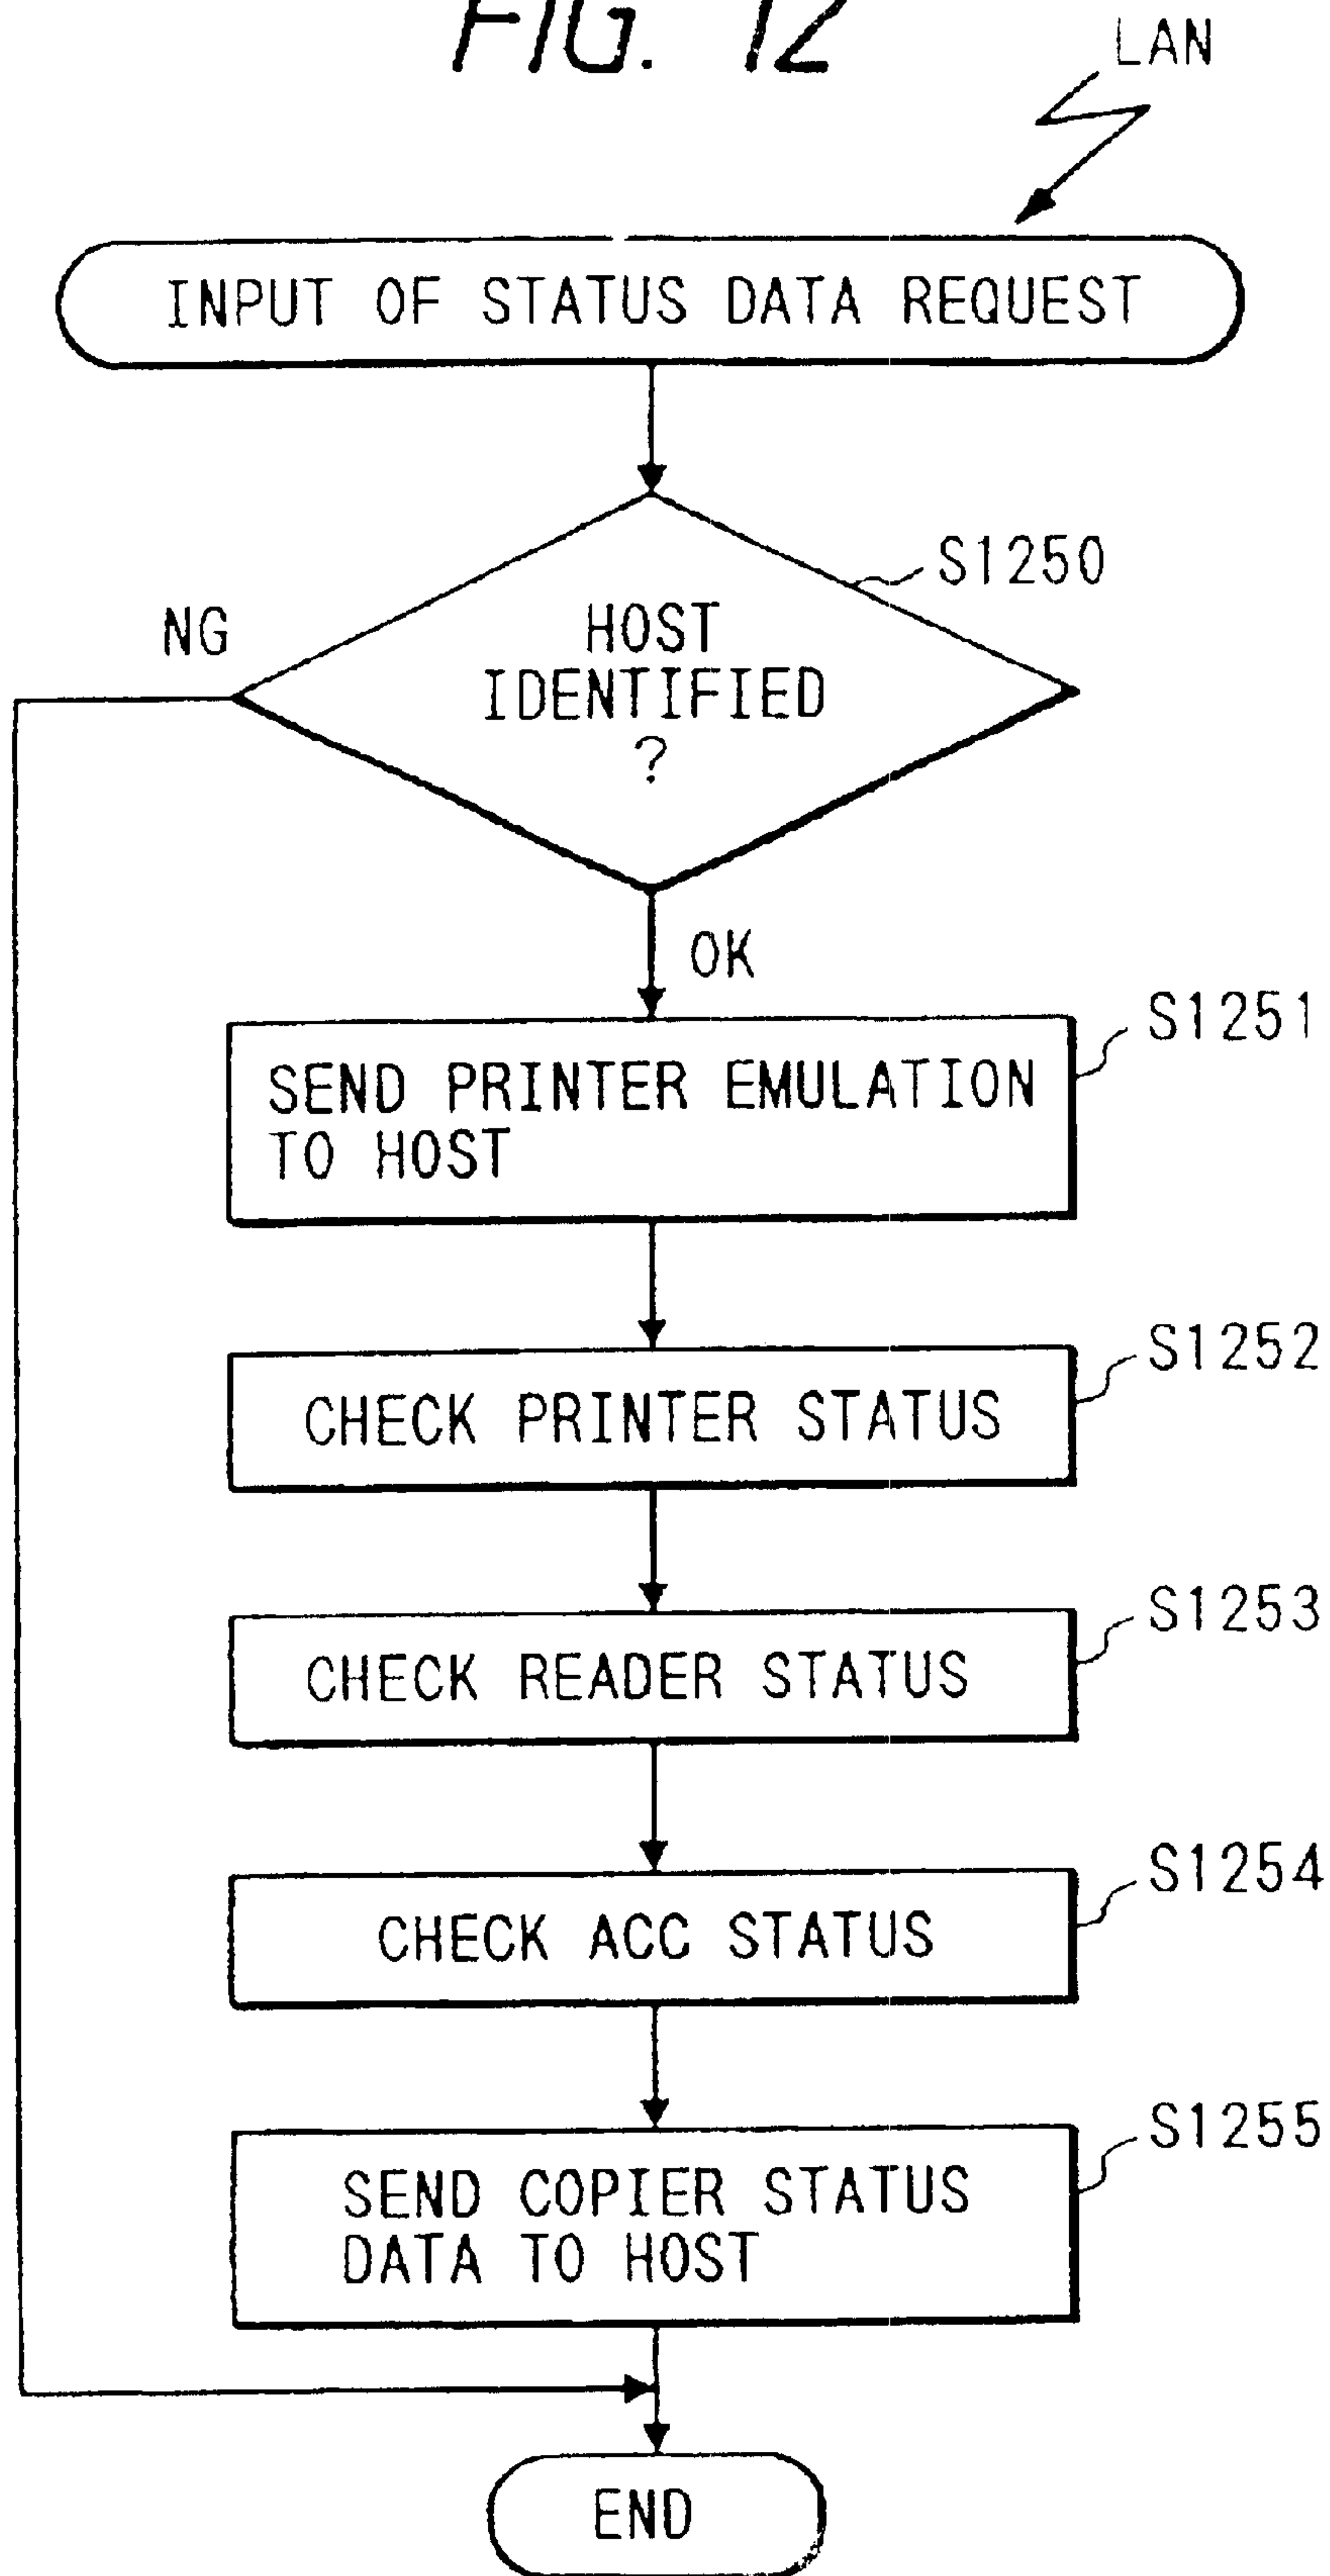 FIG. 12
LAN
INPUT OF STATUS DATA REQUEST
S1250
NG
HOST
IDENTIFIED
?
OK
S1251
SEND PRINTER EMULATION
TO HOST
S1252
CHECK PRINTER STATUS
S1253
CHECK READER STATUS
S1254
CHECK ACC STATUS
S1255
SEND COPIER STATUS
DATA TO HOST
END